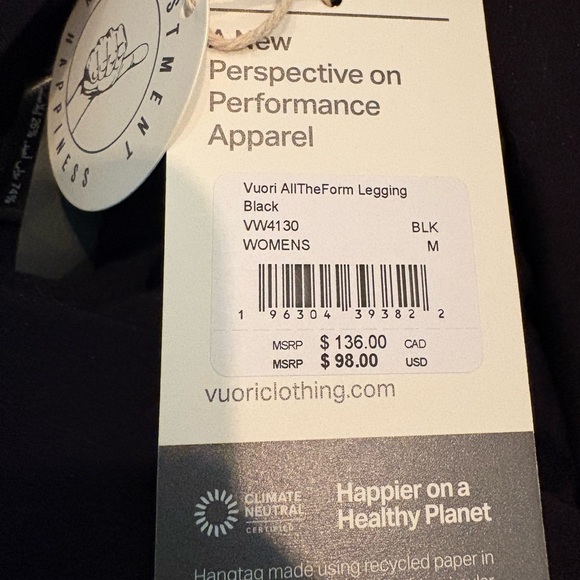 STMENT
HAPPINESS
A New
Perspective on
Performance
Apparel
Vuori AllTheForm Legging
Black
VW4130 BLK
WOMENS M
1 96304 39382 2
MSRP $ 136.00 CAD
MSRP $ 98.00 USD
vuoriclothing.com
CLIMATE
NEUTRAL
CERTIFIED
Happier on a
Healthy Planet
Hangtag made using recycled paper in